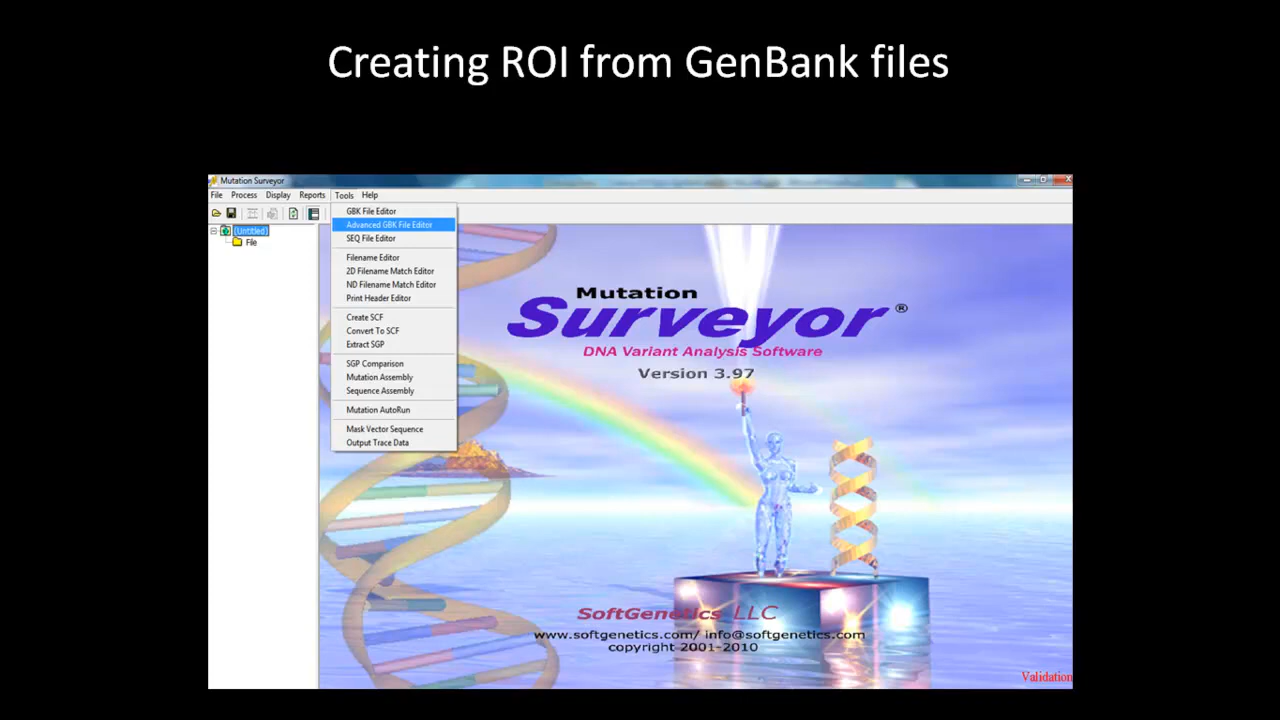 Creating ROI from GenBank files
Mutation Surveyor
File Process Display Reports Tools Help
GBK File Editor
Advanced GBK File Editor
SEQ File Editor
Filename Editor
2D Filename Match Editor
ND Filename Match Editor
Print Header Editor
Create SCF
Convert To SCF
Extract SGP
SGP Comparison
Mutation Assembly
Sequence Assembly
Mutation AutoRun
Mask Vector Sequence
Output Trace Data
(Untitled)
File
Mutation
Surveyor ®
DNA Variant Analysis Software
Version 3.97
SoftGenetics LLC
www.softgenetics.com/ info@softgenetics.com
copyright 2001-2010
Validation